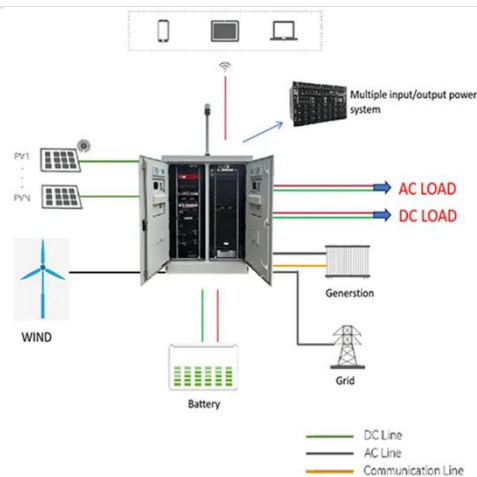 Multiple input/output power
system
PV1
PVN
AC LOAD
DC LOAD
WIND
Generstion
Grid
Battery
DC Line
AC Line
Communication Line